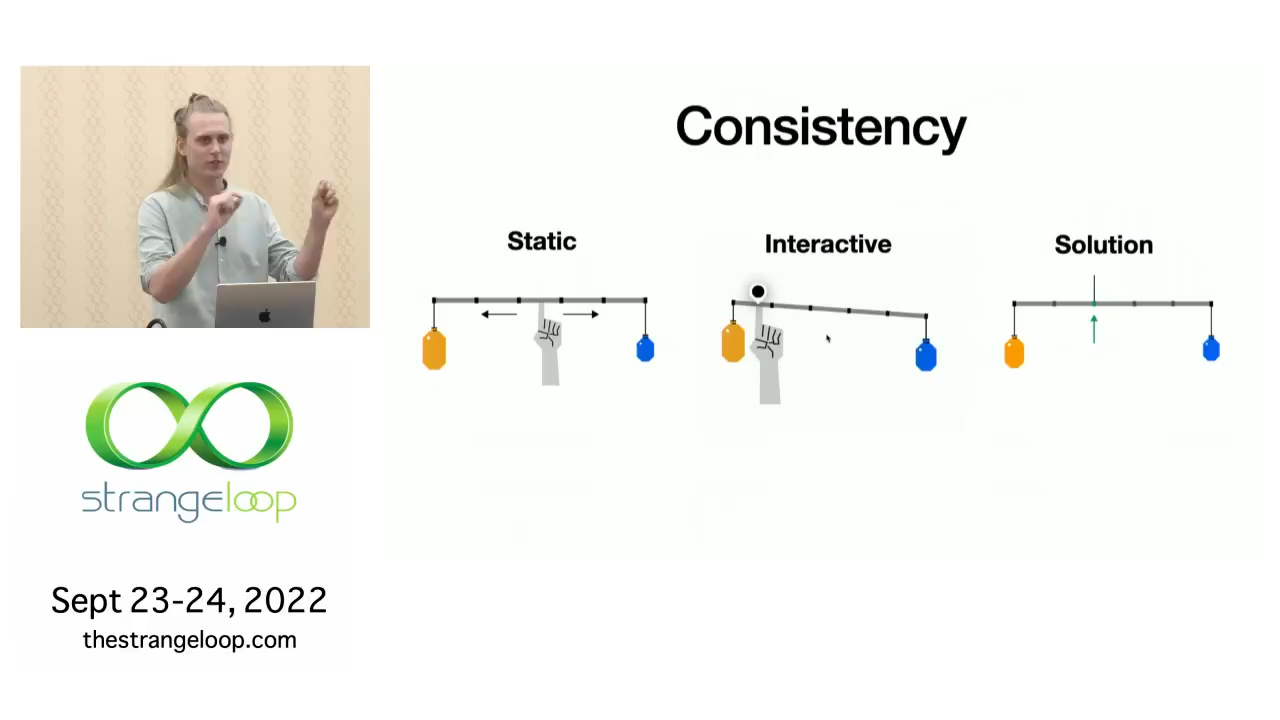 Consistency
Static
Interactive
Solution
strangeloop
Sept 23-24, 2022
thestrangeloop.com